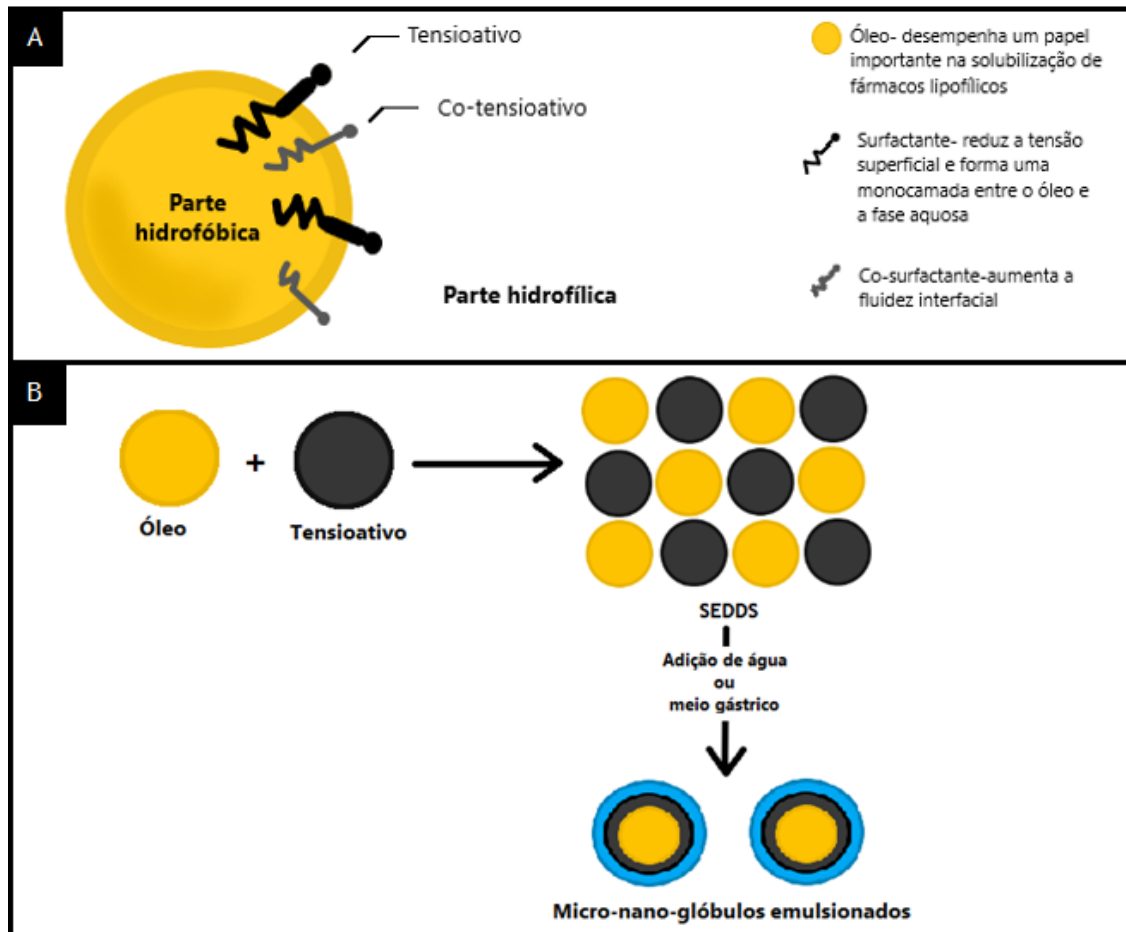 A
Tensioativo
Co-tensioativo
Parte
hidrofóbica
Parte hidrofílica
Óleo- desempenha um papel
importante na solubilização de
fármacos lipofílicos
Surfactante- reduz a tensão
superficial e forma uma
monocamada entre o óleo e
a fase aquosa
Co-surfactante-aumenta a
fluidez interfacial
B
+
Óleo
Tensioativo
SEDDS
Adição de água
ou
meio gástrico
Micro-nano-glóbulos emulsionados